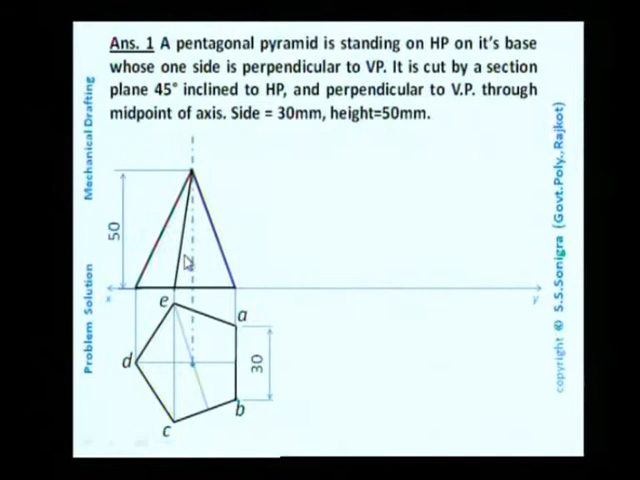 Ans. 1 A pentagonal pyramid is standing on HP on it's base
whose one side is perpendicular to VP. It is cut by a section
plane 45° inclined to HP, and perpendicular to V.P. through
midpoint of axis. Side = 30mm, height=50mm.
Mechanical Drafting
Problem Solution
50
x
y
e
a
d
30
b
c
copyright © S.S.Sonigra (Govt.Poly.,Rajkot)